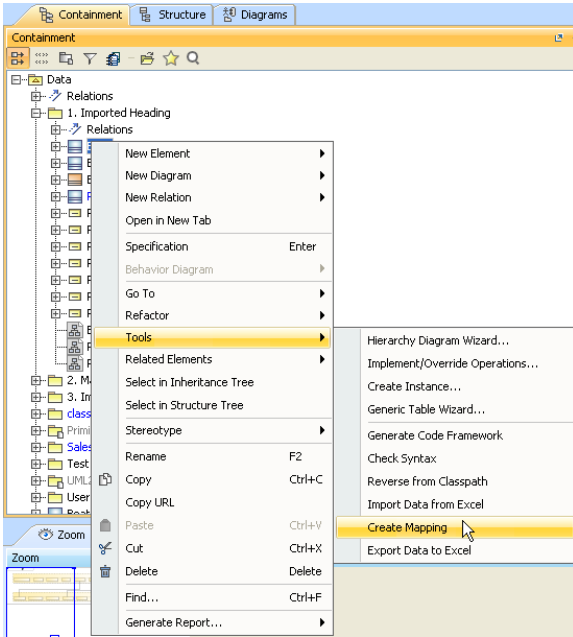 Containment Structure Diagrams
Containment
Data
Relations
1. Imported Heading
Relations
New Element
New Diagram
New Relation
Open in New Tab
Specification Enter
Behavior Diagram
Go To
Refactor
Tools
Related Elements
Select in Inheritance Tree
Select in Structure Tree
Stereotype
Rename F2
Copy Ctrl+C
Copy URL
Paste Ctrl+V
Cut Ctrl+X
Delete Delete
Find... Ctrl+F
Generate Report...
Hierarchy Diagram Wizard...
Implement/Override Operations...
Create Instance...
Generic Table Wizard...
Generate Code Framework
Check Syntax
Reverse from Classpath
Import Data from Excel
Create Mapping
Export Data to Excel
2. M
3. Im
class
Primi
Sales
Test
UML2
User
Zoom
Zoom